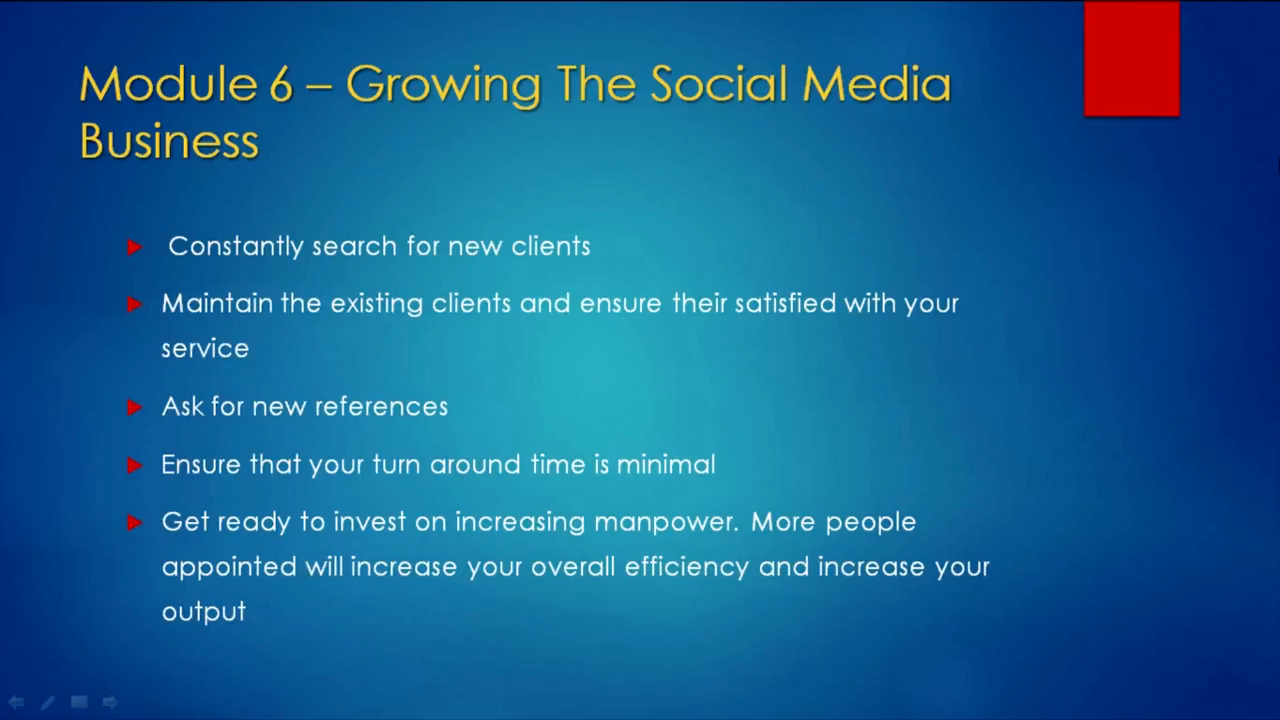 Module 6 – Growing The Social Media
Business
Constantly search for new clients
Maintain the existing clients and ensure their satisfied with your
service
Ask for new references
Ensure that your turn around time is minimal
Get ready to invest on increasing manpower. More people
appointed will increase your overall efficiency and increase your
output